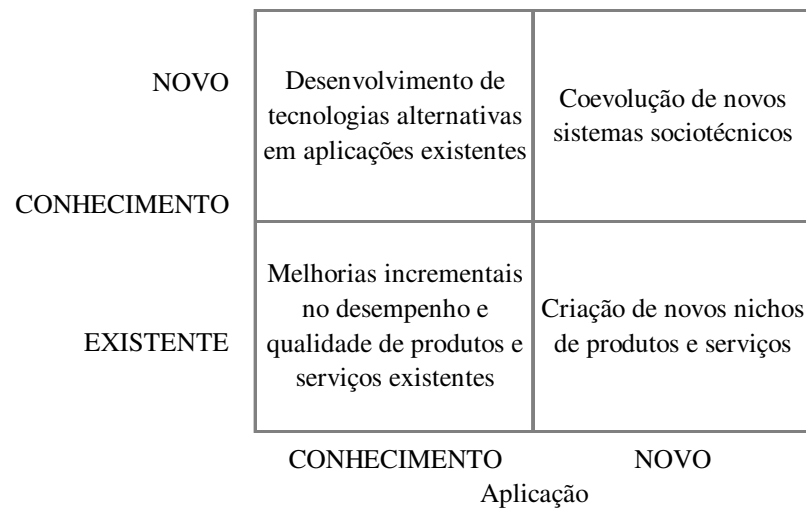 NOVO
Desenvolvimento de
tecnologias alternativas
em aplicações existentes
Coevolução de novos
sistemas sociotécnicos
CONHECIMENTO
EXISTENTE
Melhorias incrementais
no desempenho e
qualidade de produtos e
serviços existentes
Criação de novos nichos
de produtos e serviços
CONHECIMENTO
NOVO
Aplicação